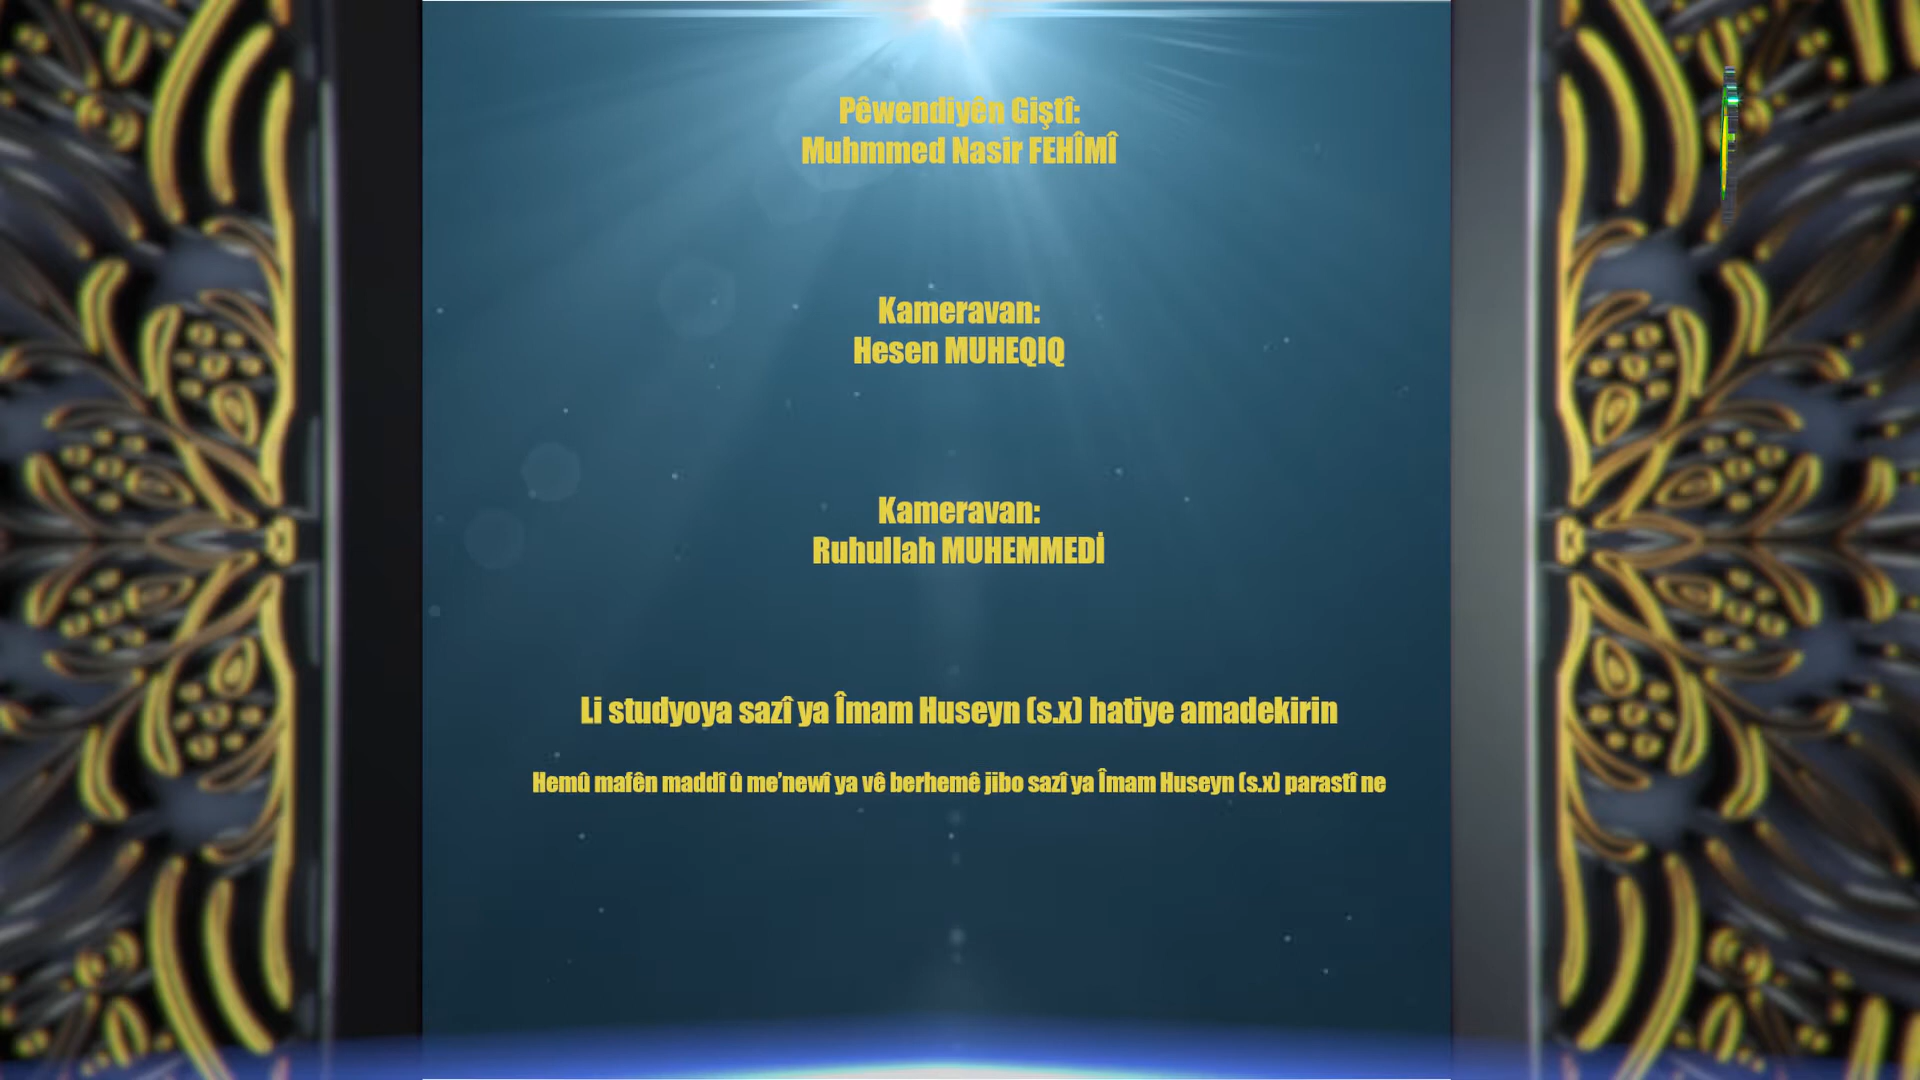 Pêwendiyên Giştî:
Muhmmed Nasir FEHÎMÎ
Kameravan:
Hesen MUHEQIQ
Kameravan:
Ruhullah MUHEMMEDİ
Li studyoya sazî ya Îmam Huseyn (s.x) hatiye amadekirin
Hemû mafên maddî û me'newî ya vê berhemê jibo sazî ya Îmam Huseyn (s.x) parastî ne